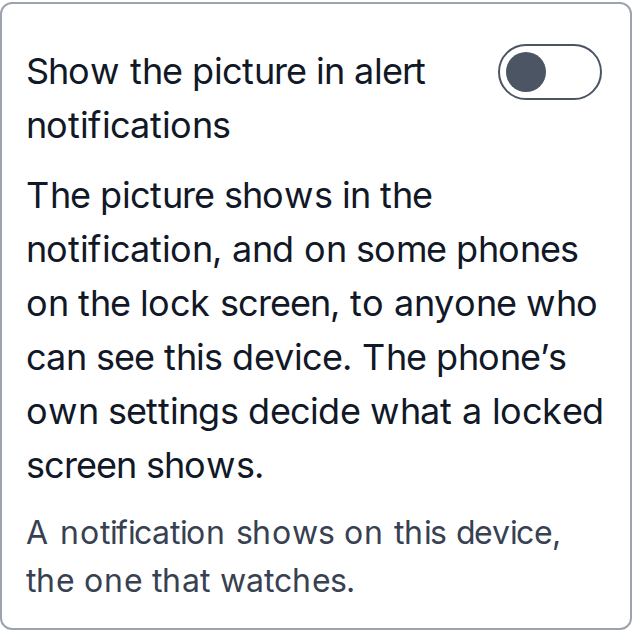 Show the picture in alert
notifications
The picture shows in the
notification, and on some phones
on the lock screen, to anyone who
can see this device. The phone’s
own settings decide what a locked
screen shows.
A notification shows on this device,
the one that watches.